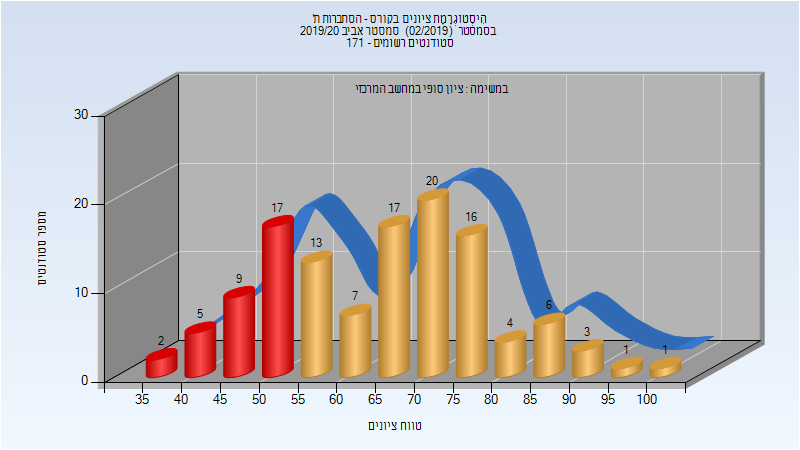 היסטוגרמת ציונים בקורס - הסתברות ת'
בסמסטר (02/2019) סמסטר אביב 2019/20
סטודנטים רשומים - 171
במשימה : ציון סופי במחשב המרכזי
30
20
10
0
מספר סטודנטים
2
5
9
17
13
7
17
20
16
4
6
3
1
1
35 40 45 50 55 60 65 70 75 80 85 90 95 100
טווח ציונים